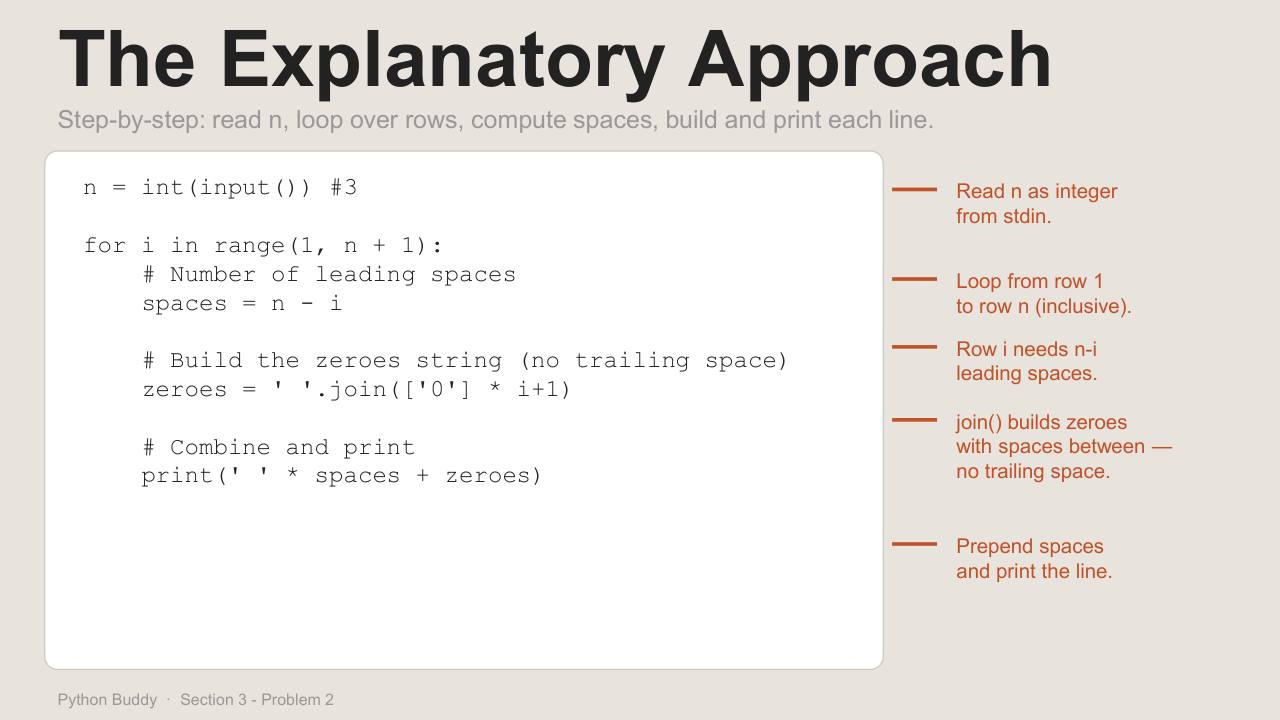 The Explanatory Approach
Step-by-step: read n, loop over rows, compute spaces, build and print each line.
n = int(input()) #3
for i in range(1, n + 1):
    # Number of leading spaces
    spaces = n - i
    # Build the zeroes string (no trailing space)
    zeroes = ' '.join(['0'] * i+1)
    # Combine and print
    print(' ' * spaces + zeroes)
Read n as integer
from stdin.
Loop from row 1
to row n (inclusive).
Row i needs n-i
leading spaces.
join() builds zeroes
with spaces between —
no trailing space.
Prepend spaces
and print the line.
Python Buddy · Section 3 - Problem 2